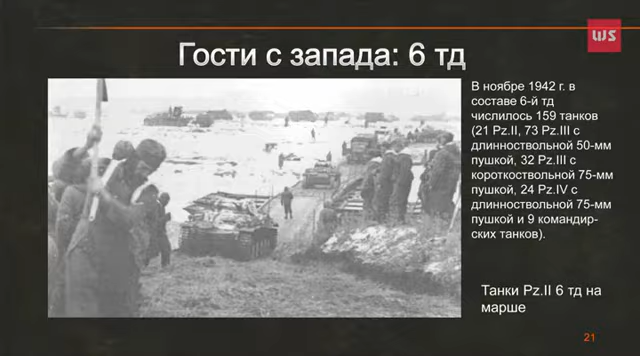 WS
Гости с запада: 6 тд
В ноябре 1942 г. в
составе 6-й тд
числилось 159 танков
(21 Pz.II, 73 Pz.III с
длинноствольной 50-мм
пушкой, 32 Pz.III с
короткоствольной 75-мм
пушкой, 24 Pz.IV с
длинноствольной 75-мм
пушкой и 9 командир-
ских танков).
Танки Pz.II 6 тд на
марше
21